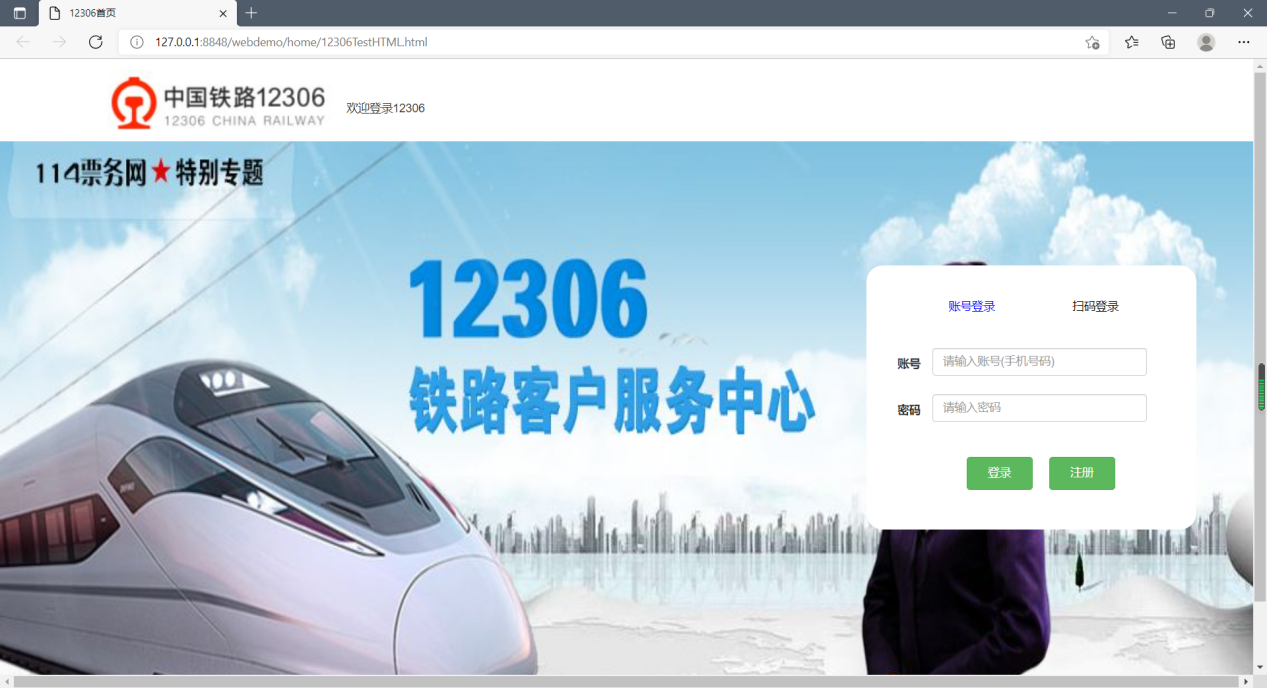 12306首页
127.0.0.1:8848/webdemo/home/12306TestHTML.html
中国铁路12306
12306 CHINA RAILWAY
欢迎登录12306
114票务网★特别专题
12306
铁路客户服务中心
账号登录 扫码登录
账号 请输入账号(手机号码)
密码 请输入密码
登录 注册